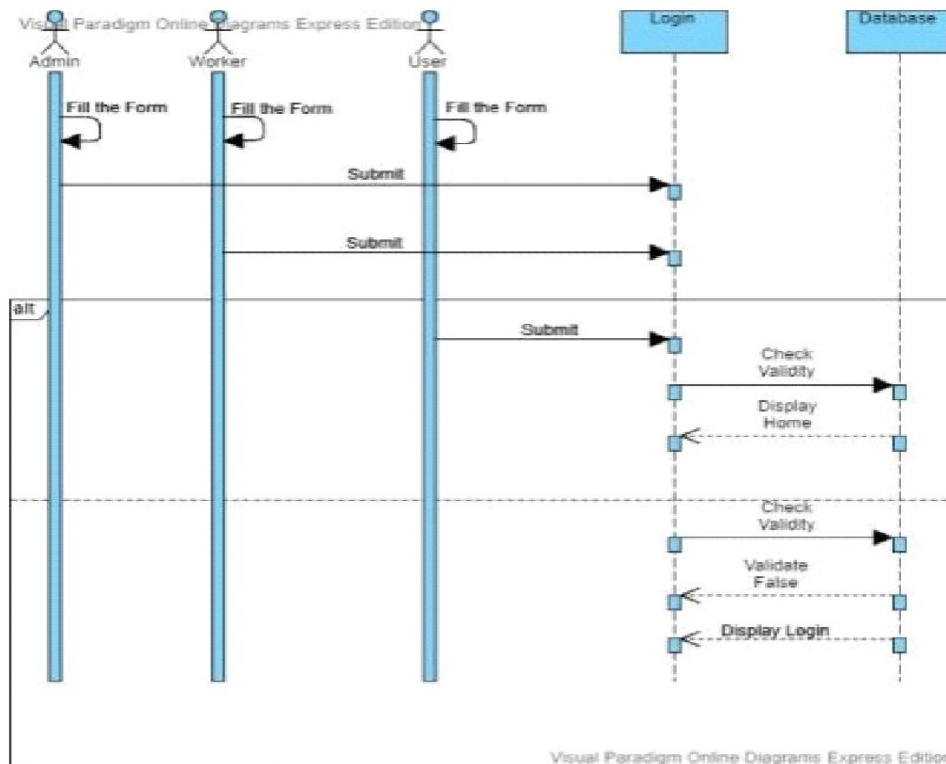 Visual Paradigm Online Diagrams Express Edition
Login
Database
Admin
Worker
User
Fill the Form
Fill the Form
Fill the Form
Submit
Submit
alt
Submit
Check
Validity
Display
Home
Check
Validity
Validate
False
Display Login
Visual Paradigm Online Diagrams Express Edition